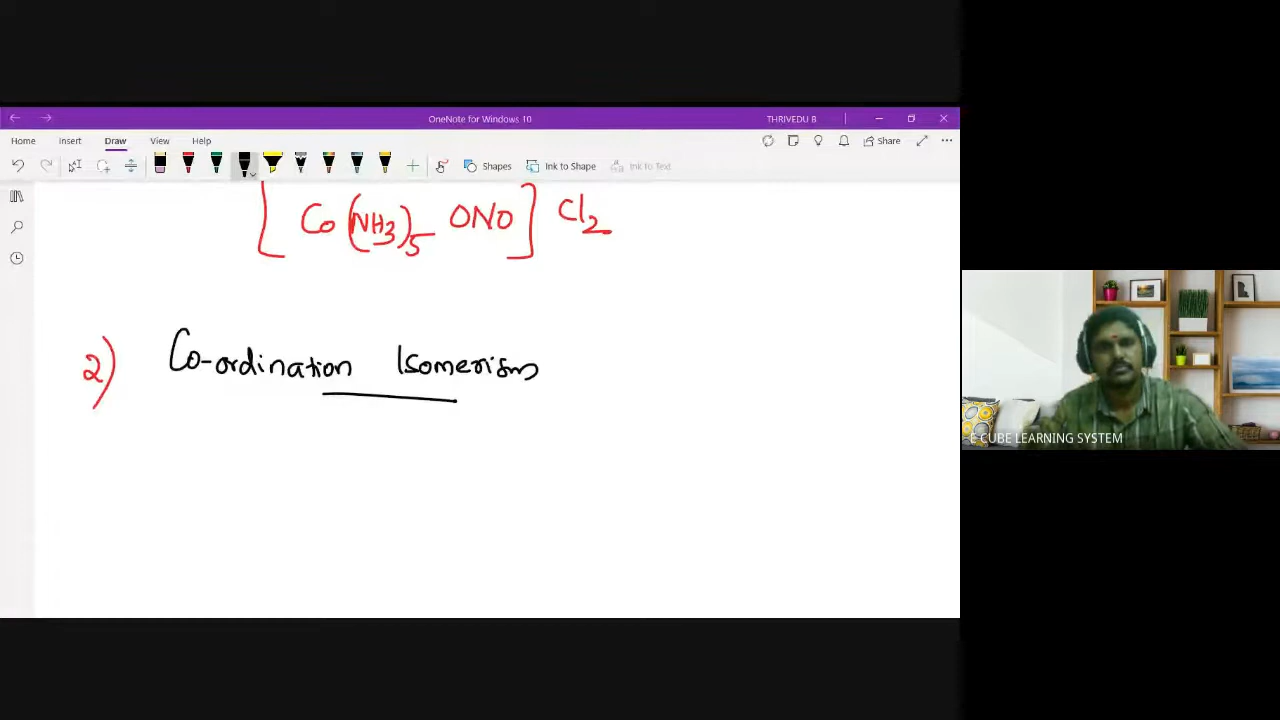 OneNote for Windows 10
THRIVEDU B
Home Insert Draw View Help
Share
Shapes Ink to Shape Ink to Text
[Co(NH3)5 ONO] Cl2
2) Co-ordination Isomerism
E CUBE LEARNING SYSTEM